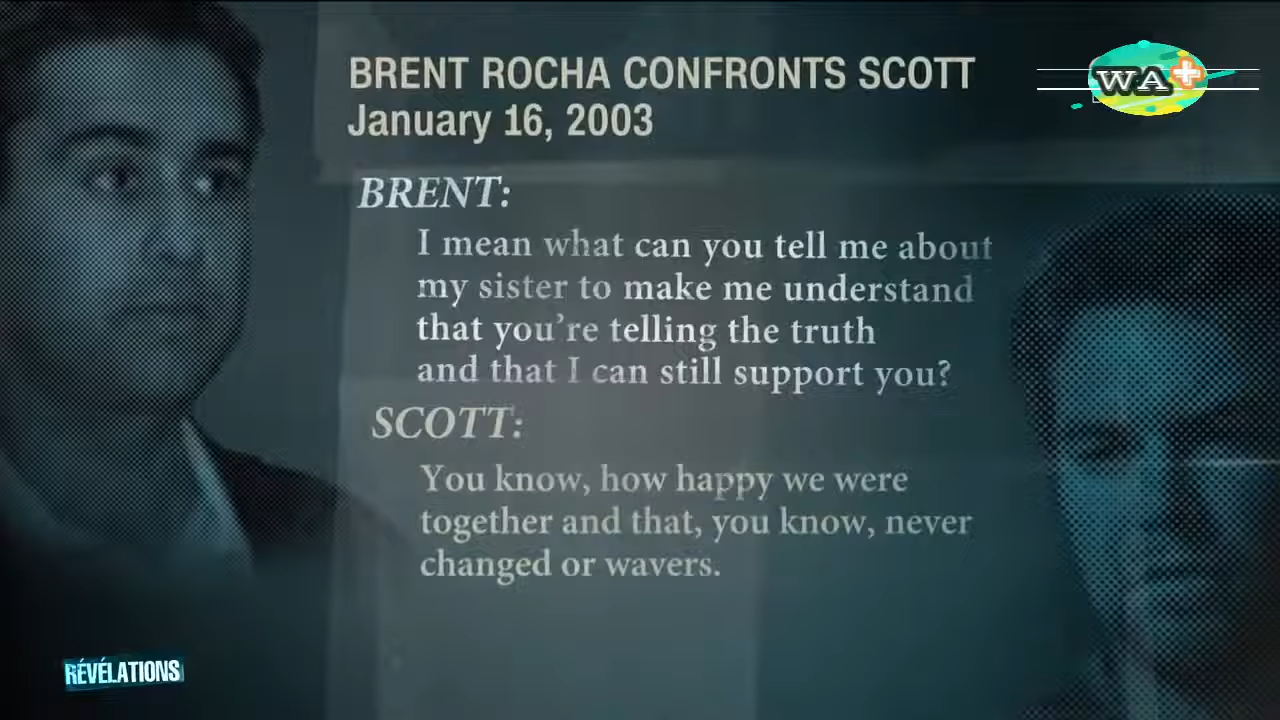 BRENT ROCHA CONFRONTS SCOTT
January 16, 2003
WA+
BRENT:
I mean what can you tell me about
my sister to make me understand
that you're telling the truth
and that I can still support you?
SCOTT:
You know, how happy we were
together and that, you know, never
changed or wavers.
RÉVÉLATIONS